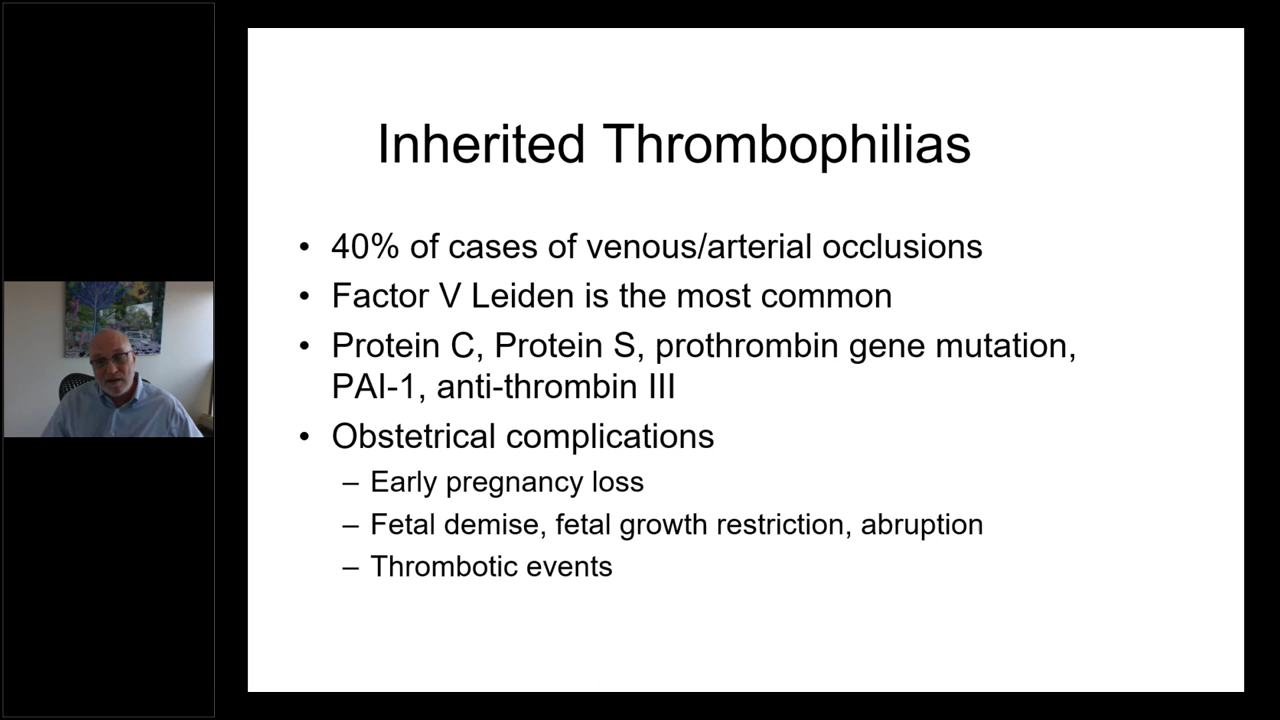 Inherited Thrombophilias
• 40% of cases of venous/arterial occlusions
• Factor V Leiden is the most common
• Protein C, Protein S, prothrombin gene mutation,
PAI-1, anti-thrombin III
• Obstetrical complications
– Early pregnancy loss
– Fetal demise, fetal growth restriction, abruption
– Thrombotic events